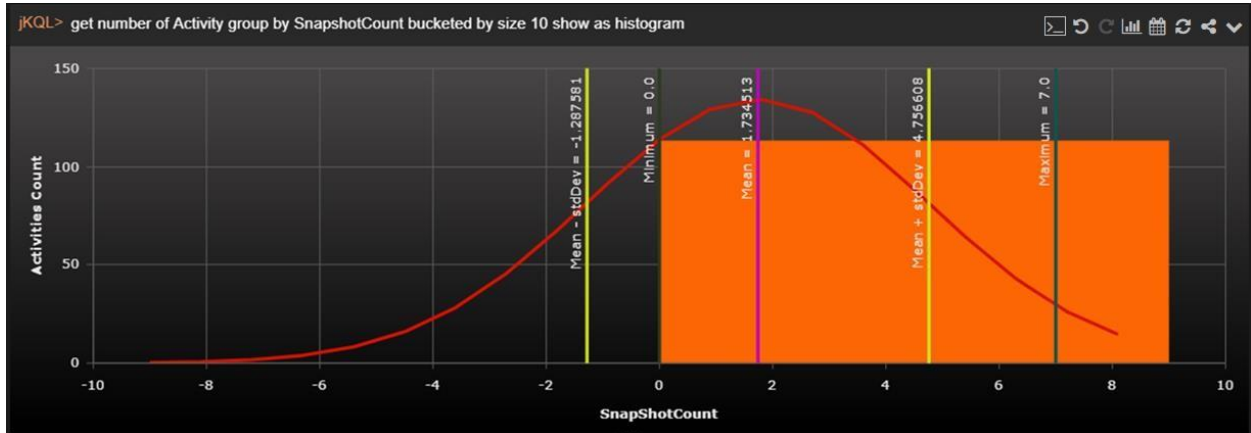 jKQL> get number of Activity group by SnapshotCount bucketed by size 10 show as histogram
150
100
50
0
Activities Count
Mean - stdDev = -1.287581
Minimum = 0.0
Mean = 1.734513
Mean + stdDev = 4.756608
Maximum = 7.0
-10 -8 -6 -4 -2 0 2 4 6 8 10
SnapShotCount